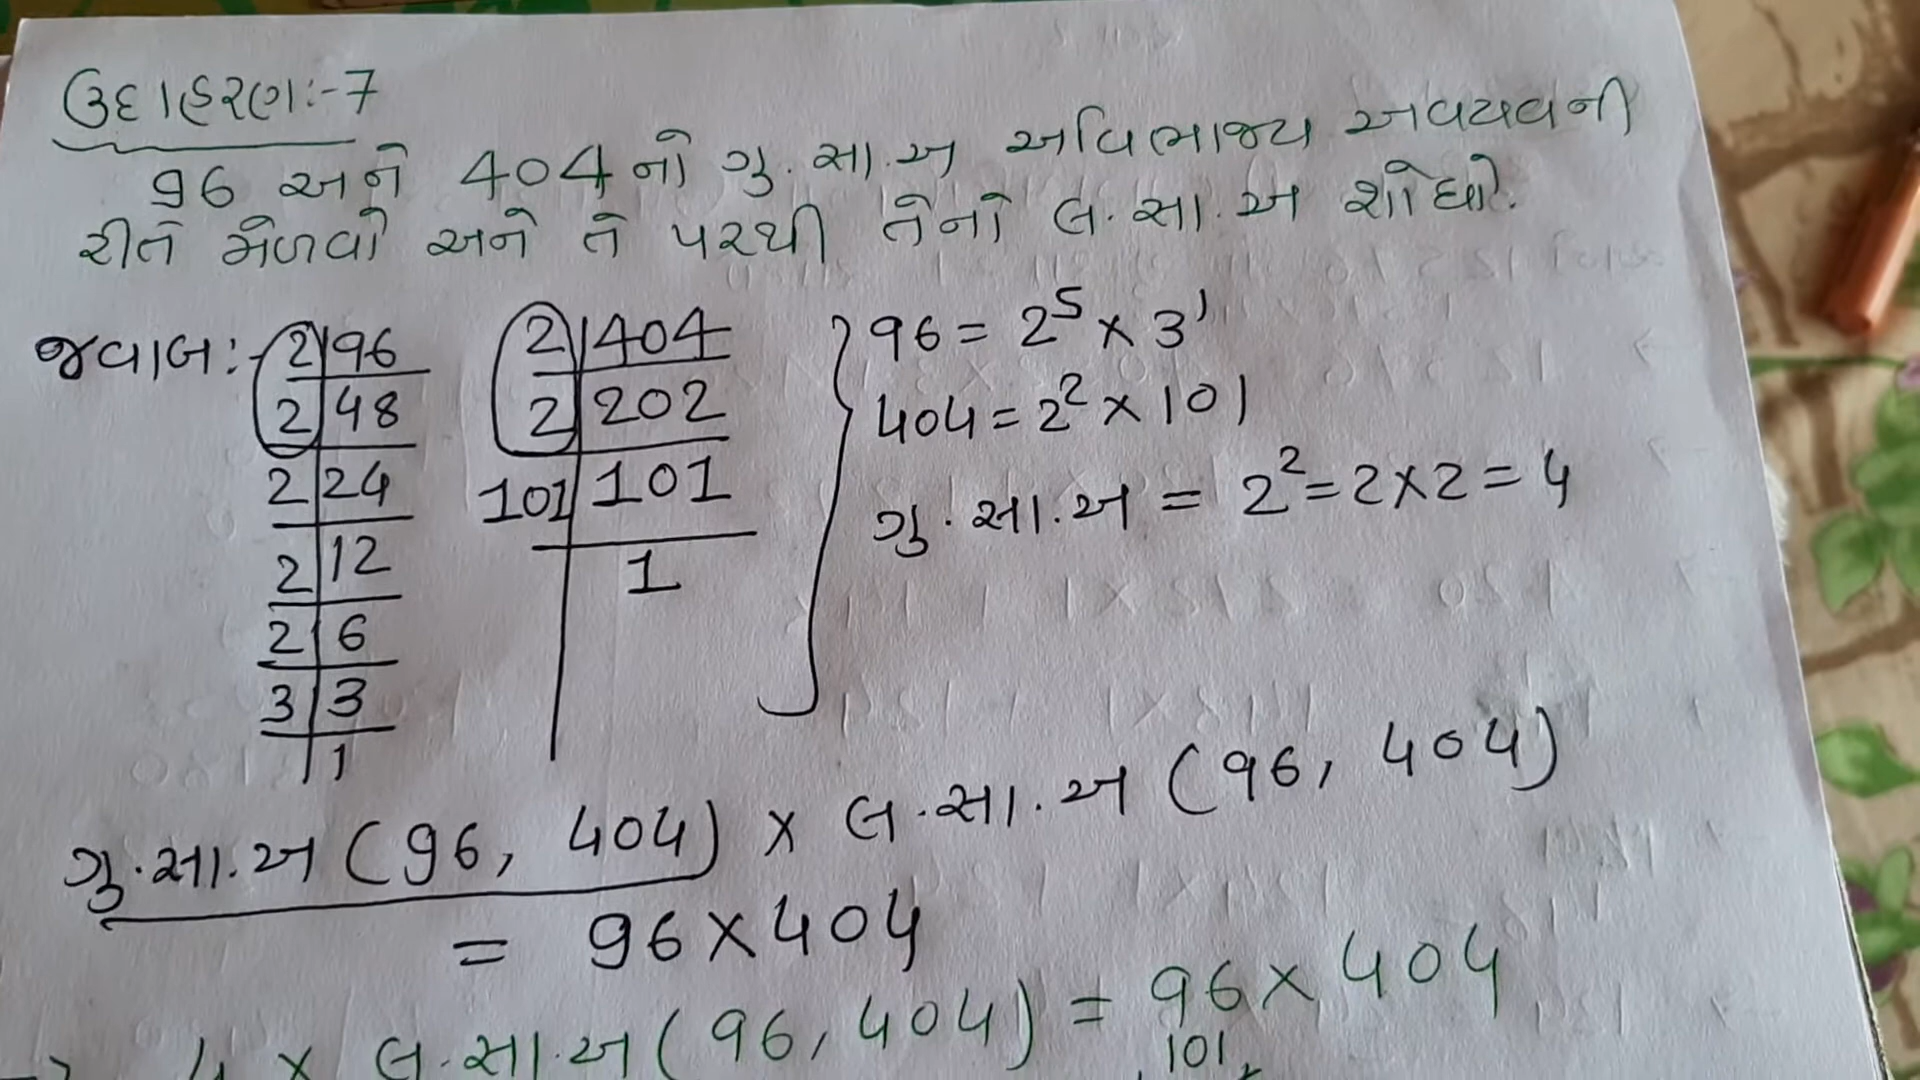 ઉદાહરણ:-7
96 અને 404નો ગુ.સા.અ અવિભાજ્ય અવયવની
રીતે મેળવો અને તે પરથી તેનો લ.સા.અ શોધો.
જવાબ:-
2 96
2 48
2 24
2 12
2 6
3 3
1
2 404
2 202
101 101
1
96 = 2⁵ × 3¹
404 = 2² × 101
ગુ.સા.અ = 2² = 2×2 = 4
ગુ.સા.અ (96, 404) × લ.સા.અ (96, 404)
= 96×404
4 × લ.સા.અ (96, 404) = 96×404
101